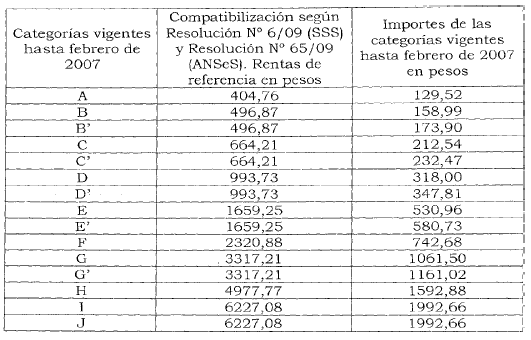 Categorías vigentes
hasta febrero de
2007
Compatibilización según
Resolución Nº 6/09 (SSS)
y Resolución Nº 65/09
(ANSeS). Rentas de
referencia en pesos
Importes de las
categorías vigentes
hasta febrero de 2007
en pesos
A 404,76 129,52
B 496,87 158,99
B' 496,87 173,90
C 664,21 212,54
C' 664,21 232,47
D 993,73 318,00
D' 993,73 347,81
E 1659,25 530,96
E' 1659,25 580,73
F 2320,88 742,68
G 3317,21 1061,50
G' 3317,21 1161,02
H 4977,77 1592,88
I 6227,08 1992,66
J 6227,08 1992,66